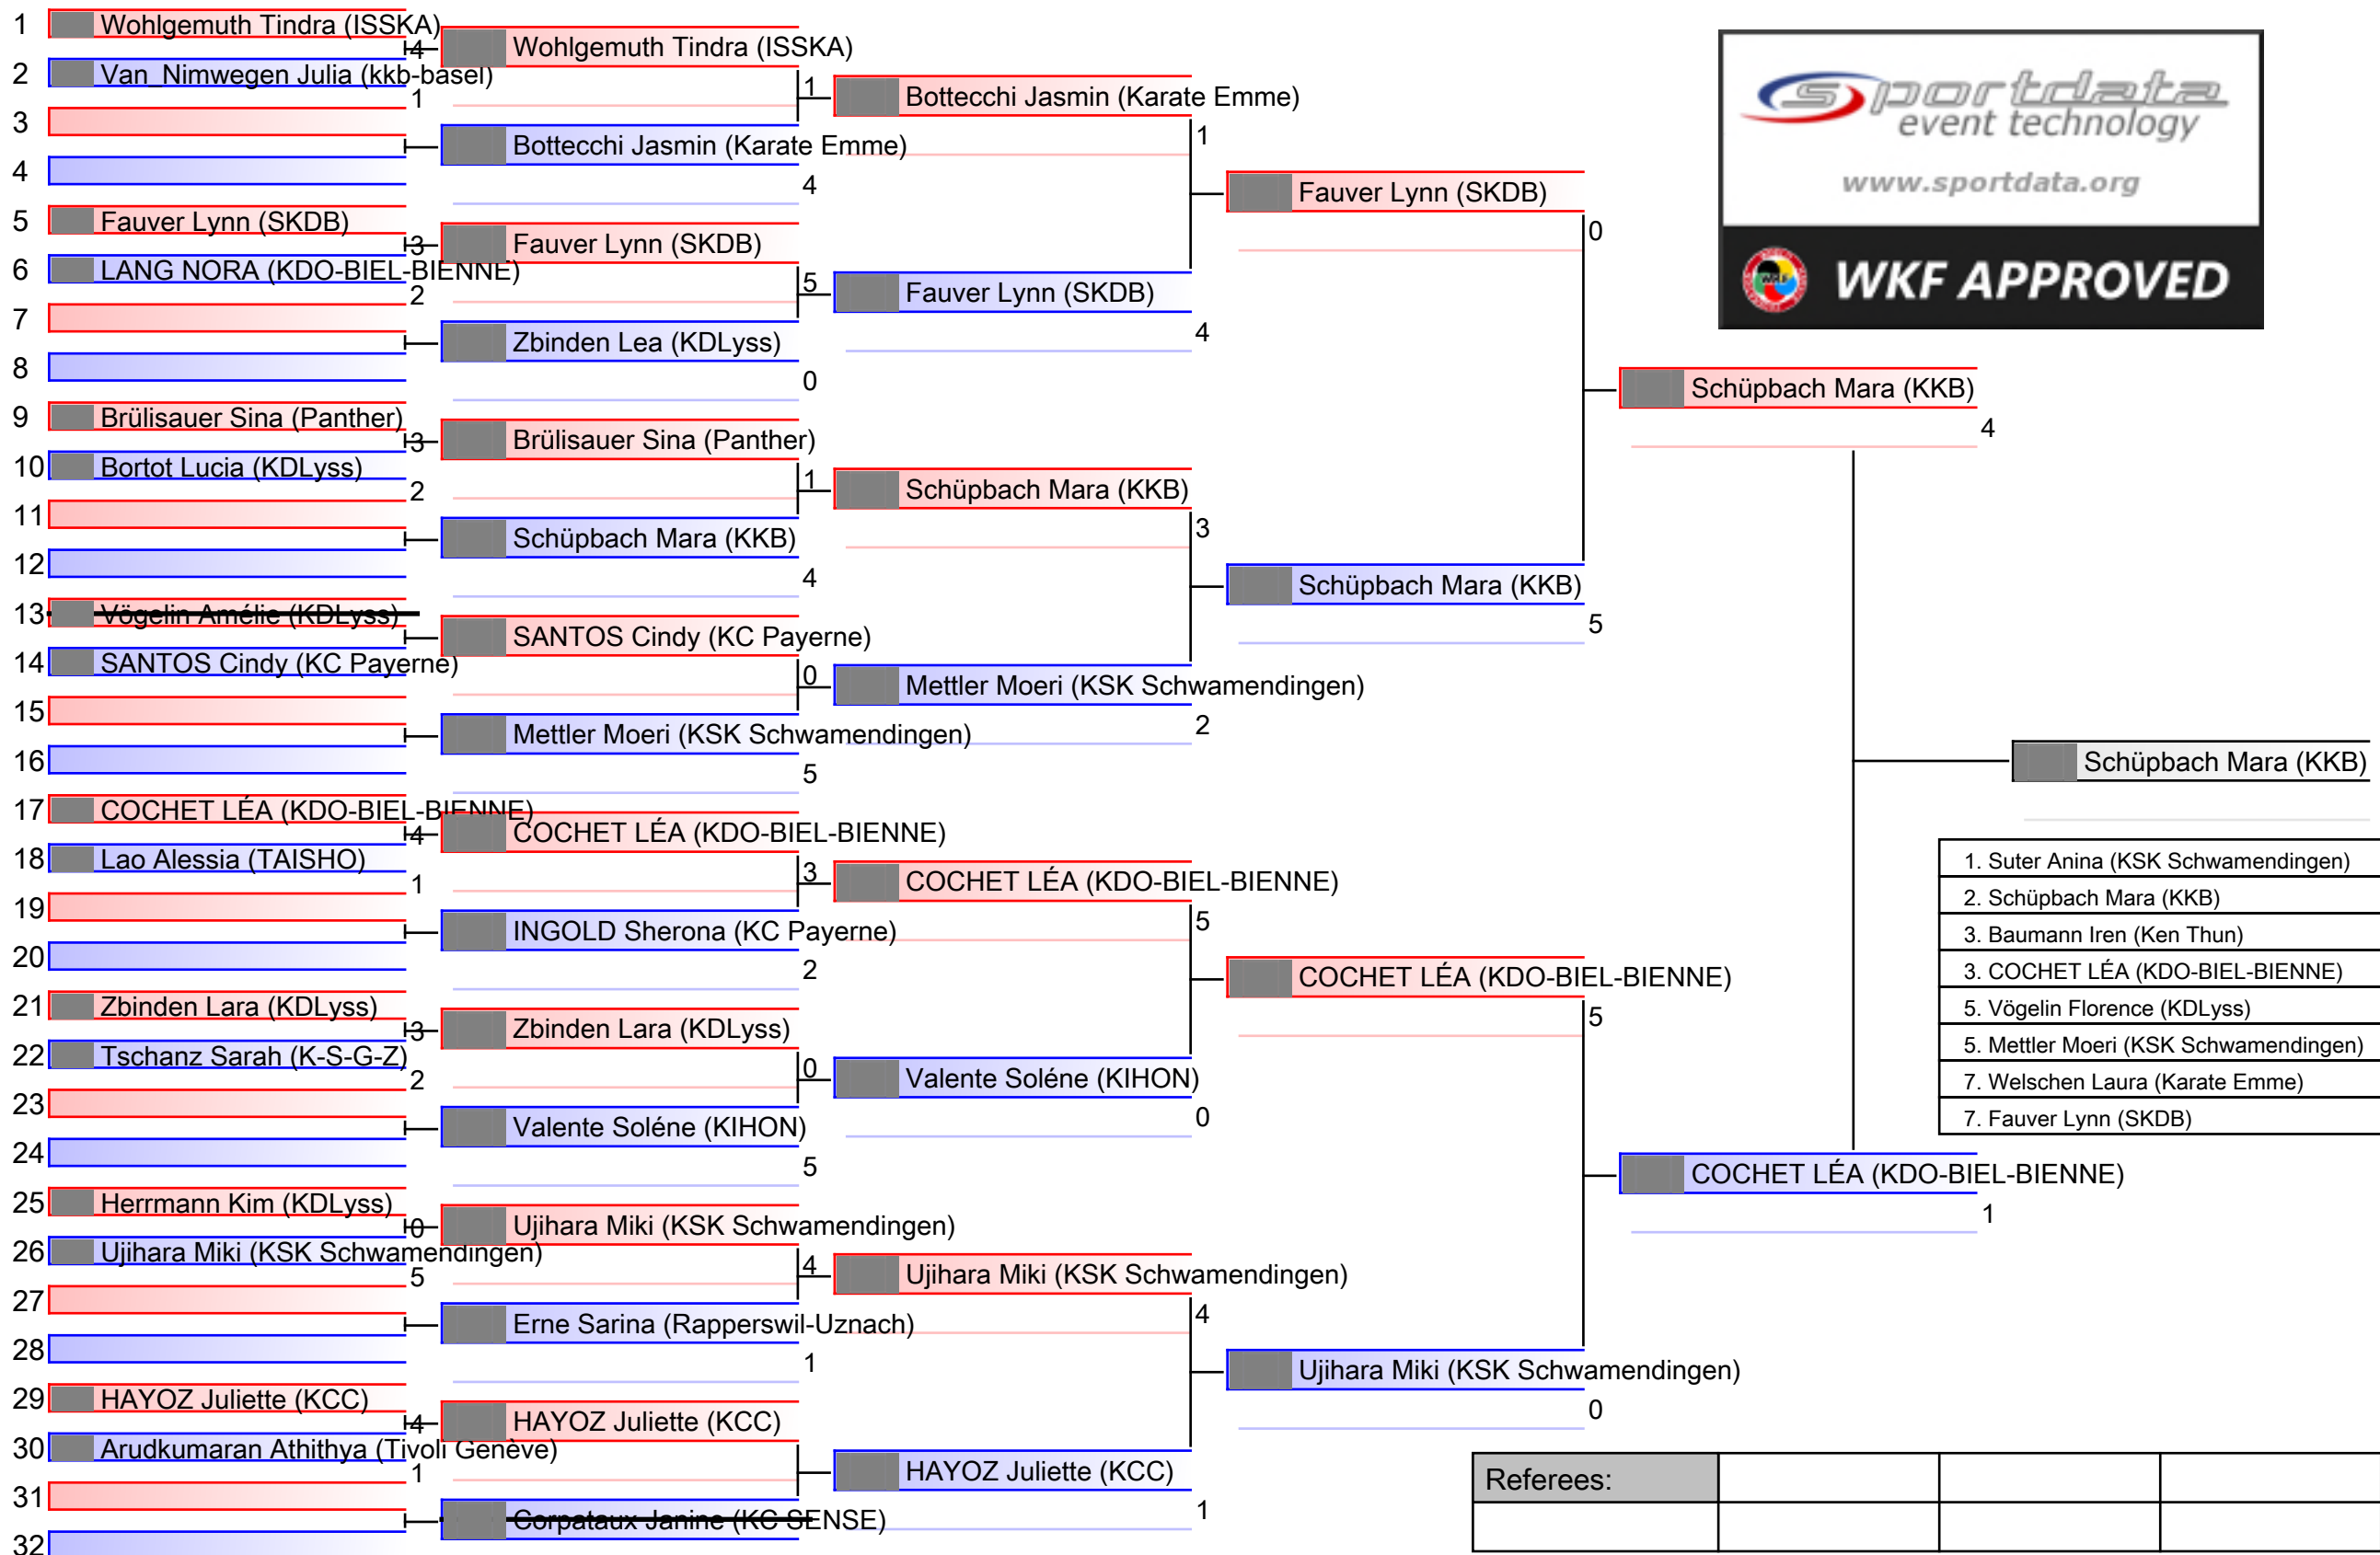 1 Wohlgemuth Tindra (ISSKA)
4
2 Van_Nimwegen Julia (kkb-basel)
1
3
4
5 Fauver Lynn (SKDB)
3
6 LANG NORA (KDO-BIEL-BIENNE)
2
7
8
9 Brülisauer Sina (Panther)
3
10 Bortot Lucia (KDLyss)
2
11
12
13 Vögelin Amélie (KDLyss)
14 SANTOS Cindy (KC Payerne)
15
16
17 COCHET LÉA (KDO-BIEL-BIENNE)
4
18 Lao Alessia (TAISHO)
1
19
20
21 Zbinden Lara (KDLyss)
3
22 Tschanz Sarah (K-S-G-Z)
2
23
24
25 Herrmann Kim (KDLyss)
0
26 Ujihara Miki (KSK Schwamendingen)
5
27
28
29 HAYOZ Juliette (KCC)
4
30 Arudkumaran Athithya (Tivoli Genève)
1
31
32
Wohlgemuth Tindra (ISSKA)
1
Bottecchi Jasmin (Karate Emme)
4
Fauver Lynn (SKDB)
5
Zbinden Lea (KDLyss)
0
Brülisauer Sina (Panther)
1
Schüpbach Mara (KKB)
4
SANTOS Cindy (KC Payerne)
0
Mettler Moeri (KSK Schwamendingen)
5
COCHET LÉA (KDO-BIEL-BIENNE)
3
INGOLD Sherona (KC Payerne)
2
Zbinden Lara (KDLyss)
0
Valente Soléne (KIHON)
5
Ujihara Miki (KSK Schwamendingen)
4
Erne Sarina (Rapperswil-Uznach)
1
HAYOZ Juliette (KCC)
Corpataux Janine (KC SENSE)
Bottecchi Jasmin (Karate Emme)
1
Fauver Lynn (SKDB)
4
Schüpbach Mara (KKB)
3
Mettler Moeri (KSK Schwamendingen)
2
COCHET LÉA (KDO-BIEL-BIENNE)
5
Valente Soléne (KIHON)
0
Ujihara Miki (KSK Schwamendingen)
4
HAYOZ Juliette (KCC)
1
Fauver Lynn (SKDB)
0
Schüpbach Mara (KKB)
5
COCHET LÉA (KDO-BIEL-BIENNE)
5
Ujihara Miki (KSK Schwamendingen)
0
Schüpbach Mara (KKB)
4
COCHET LÉA (KDO-BIEL-BIENNE)
1
Schüpbach Mara (KKB)
sportdata
event technology
www.sportdata.org
WKF APPROVED
1. Suter Anina (KSK Schwamendingen)
2. Schüpbach Mara (KKB)
3. Baumann Iren (Ken Thun)
3. COCHET LÉA (KDO-BIEL-BIENNE)
5. Vögelin Florence (KDLyss)
5. Mettler Moeri (KSK Schwamendingen)
7. Welschen Laura (Karate Emme)
7. Fauver Lynn (SKDB)
Referees: